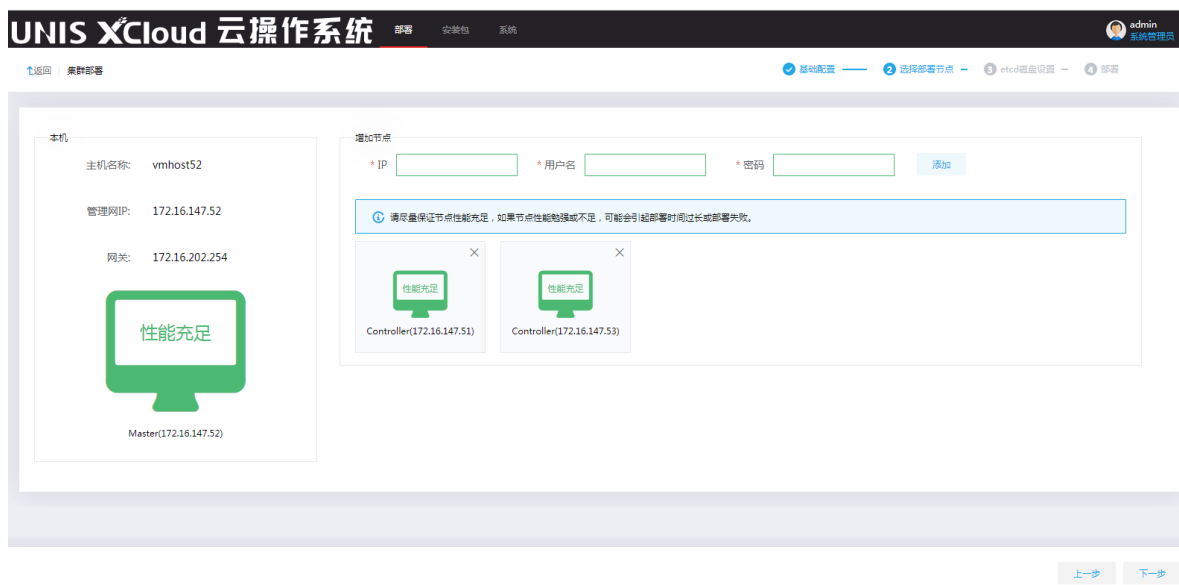 UNIS XCloud 云操作系统 部署 安装包 系统 admin
系统管理员
返回 集群部署 基础配置 2 选择部署节点 3 etcd磁盘设置 4 部署
本机
主机名称: vmhost52
管理网IP: 172.16.147.52
网关: 172.16.202.254
性能充足
Master(172.16.147.52)
增加节点
* IP * 用户名 * 密码 添加
请尽量保证节点性能充足，如果节点性能勉强或不足，可能会引起部署时间过长或部署失败。
性能充足 性能充足
Controller(172.16.147.51) Controller(172.16.147.53)
上一步 下一步